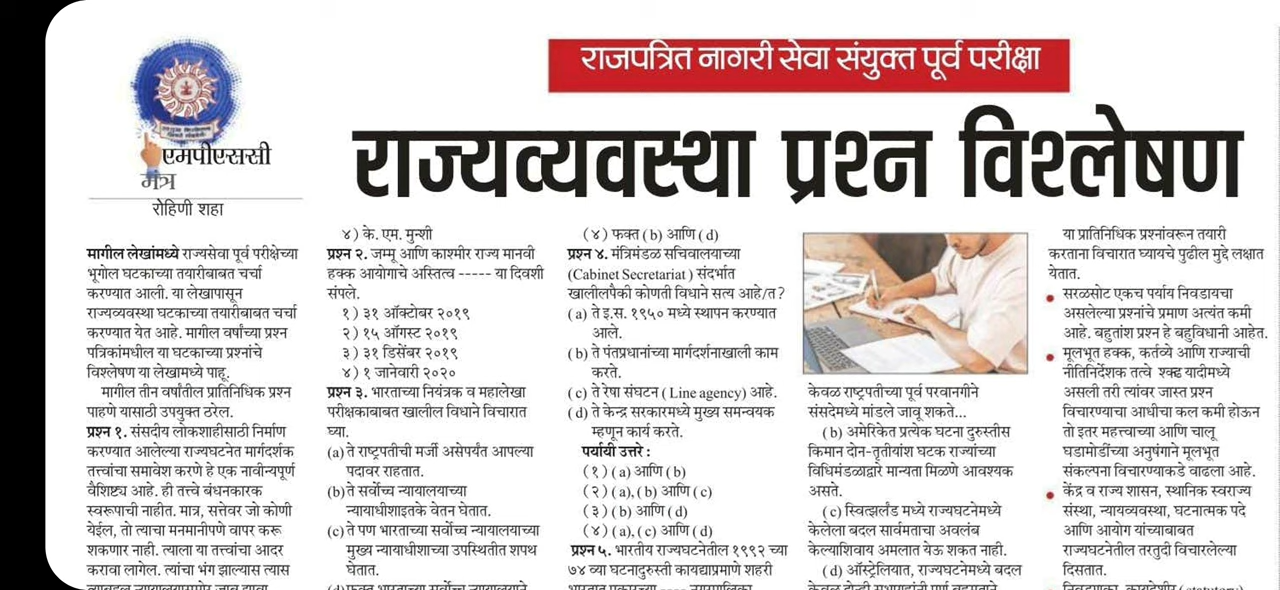 राजपत्रित नागरी सेवा संयुक्त पूर्व परीक्षा
राज्यव्यवस्था प्रश्न विश्लेषण
एमपीएससी
मंत्र
रोहिणी शहा
मागील लेखांमध्ये राज्यसेवा पूर्व परीक्षेच्या
भूगोल घटकाच्या तयारीबाबत चर्चा
करण्यात आली. या लेखापासून
राज्यव्यवस्था घटकाच्या तयारीबाबत चर्चा
करण्यात येत आहे. मागील वर्षांच्या प्रश्न
पत्रिकांमधील या घटकाच्या प्रश्नांचे
विश्लेषण या लेखामध्ये पाहू.
मागील तीन वर्षांतील प्रातिनिधिक प्रश्न
पाहणे यासाठी उपयुक्त ठरेल.
प्रश्न १. संसदीय लोकशाहीसाठी निर्माण
करण्यात आलेल्या राज्यघटनेत मार्गदर्शक
तत्त्वांचा समावेश करणे हे एक नावीन्यपूर्ण
वैशिष्ट्य आहे. ही तत्त्वे बंधनकारक
स्वरूपाची नाहीत. मात्र, सत्तेवर जो कोणी
येईल, तो त्याचा मनमानीपणे वापर करू
शकणार नाही. त्याला या तत्त्वांचा आदर
करावा लागेल. त्यांचा भंग झाल्यास त्यास
४) के. एम. मुन्शी
प्रश्न २. जम्मू आणि काश्मीर राज्य मानवी
हक्क आयोगाचे अस्तित्व ----- या दिवशी
संपले.
१) ३१ ऑक्टोबर २०१९
२) १५ ऑगस्ट २०१९
३) ३१ डिसेंबर २०१९
४) १ जानेवारी २०२०
प्रश्न ३. भारताच्या नियंत्रक व महालेखा
परीक्षकाबाबत खालील विधाने विचारात
घ्या.
(a) ते राष्ट्रपतीची मर्जी असेपर्यंत आपल्या
पदावर राहतात.
(b) ते सर्वोच्च न्यायालयाच्या
न्यायाधीशाइतके वेतन घेतात.
(c) ते पण भारताच्या सर्वोच्च न्यायालयाच्या
मुख्य न्यायाधीशाच्या उपस्थितीत शपथ
घेतात.
(४) फक्त (b) आणि (d)
प्रश्न ४. मंत्रिमंडळ सचिवालयाच्या
(Cabinet Secretariat) संदर्भात
खालीलपैकी कोणती विधाने सत्य आहे/त?
(a) ते इ.स. १९५० मध्ये स्थापन करण्यात
आले.
(b) ते पंतप्रधानांच्या मार्गदर्शनाखाली काम
करते.
(c) ते रेषा संघटन (Line agency) आहे.
(d) ते केन्द्र सरकारमध्ये मुख्य समन्वयक
म्हणून कार्य करते.
पर्यायी उत्तरे :
(१) (a) आणि (b)
(२) (a), (b) आणि (c)
(३) (b) आणि (d)
(४) (a), (c) आणि (d)
प्रश्न ५. भारतीय राज्यघटनेतील १९९२ च्या
७४ व्या घटनादुरुस्ती कायद्याप्रमाणे शहरी
केवळ राष्ट्रपतीच्या पूर्व परवानगीने
संसदेमध्ये मांडले जावू शकते...
(b) अमेरिकेत प्रत्येक घटना दुरुस्तीस
किमान दोन-तृतीयांश घटक राज्यांच्या
विधिमंडळाद्वारे मान्यता मिळणे आवश्यक
असते.
(c) स्वित्झर्लंड मध्ये राज्यघटनेमध्ये
केलेला बदल सार्वमताचा अवलंब
केल्याशिवाय अमलात येऊ शकत नाही.
(d) ऑस्ट्रेलियात, राज्यघटनेमध्ये बदल
या प्रातिनिधिक प्रश्नांवरून तयारी
करताना विचारात घ्यायचे पुढील मुद्दे लक्षात
येतात.
● सरळसोट एकच पर्याय निवडायचा
असलेल्या प्रश्नांचे प्रमाण अत्यंत कमी
आहे. बहुतांश प्रश्न हे बहुविधानी आहेत.
● मूलभूत हक्क, कर्तव्ये आणि राज्याची
नीतिनिर्देशक तत्वे श्क्ड यादीमध्ये
असली तरी त्यांवर जास्त प्रश्न
विचारण्याचा आधीचा कल कमी होऊन
तो इतर महत्त्वाच्या आणि चालू
घडामोडींच्या अनुषंगाने मूलभूत
संकल्पना विचारण्याकडे वाढला आहे.
● केंद्र व राज्य शासन, स्थानिक स्वराज्य
संस्था, न्यायव्यवस्था, घटनात्मक पदे
आणि आयोग यांच्याबाबत
राज्यघटनेतील तरतुदी विचारलेल्या
दिसतात.